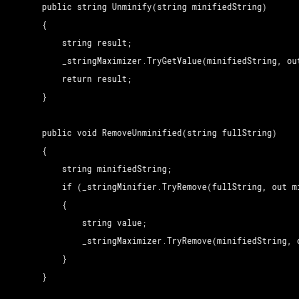 public string Unminify(string minifiedString)
{
string result;
_stringMaximizer.TryGetValue(minifiedString, out
return result;
}
public void RemoveUnminified(string fullString)
{
string minifiedString;
if (_stringMinifier.TryRemove(fullString, out mi
{
string value;
_stringMaximizer.TryRemove(minifiedString, o
}
}